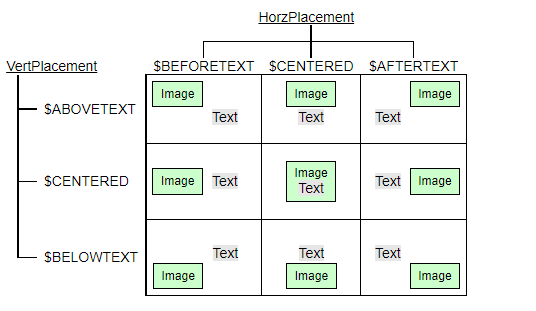 HorzPlacement
VertPlacement
$BEFORETEXT $CENTERED $AFTERTEXT
Image Image Image
$ABOVETEXT
Text Text Text
Image
$CENTERED Image Text Text Text Image
Text Text Text
$BELOWTEXT
Image Image Image